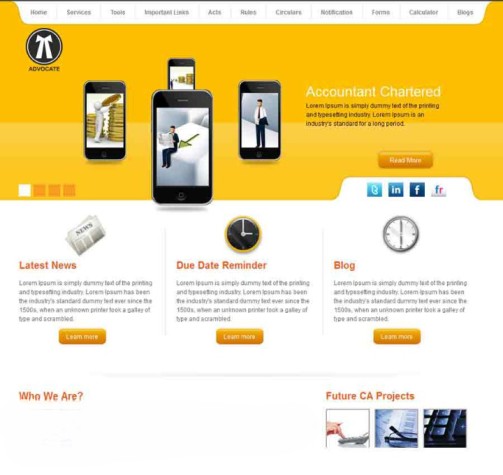 Home Services Tools Important Links Acts Rules Circulars Notification Forms Calculator Blogs
ADVOCATE
Accountant Chartered
Lorem Ipsum is simply dummy text of the printing
and typesetting industry. Lorem Ipsum is an
industry's standard for a long period.
Read More
in f fr
NEWS
Latest News
Lorem Ipsum is simply dummy text of the printing
and typesetting industry. Lorem Ipsum has been
the industry's standard dummy text ever since the
1500s, when an unknown printer took a galley of
type and scrambled.
Learn more
Due Date Reminder
Lorem Ipsum is simply dummy text of the printing
and typesetting industry. Lorem Ipsum has been
the industry's standard dummy text ever since the
1500s, when an unknown printer took a galley of
type and scrambled.
Learn more
Blog
Lorem Ipsum is simply dummy text of the printing
and typesetting industry. Lorem Ipsum has been
the industry's standard dummy text ever since the
1500s, when an unknown printer took a galley of
type and scrambled.
Learn more
Who We Are?
Future CA Projects